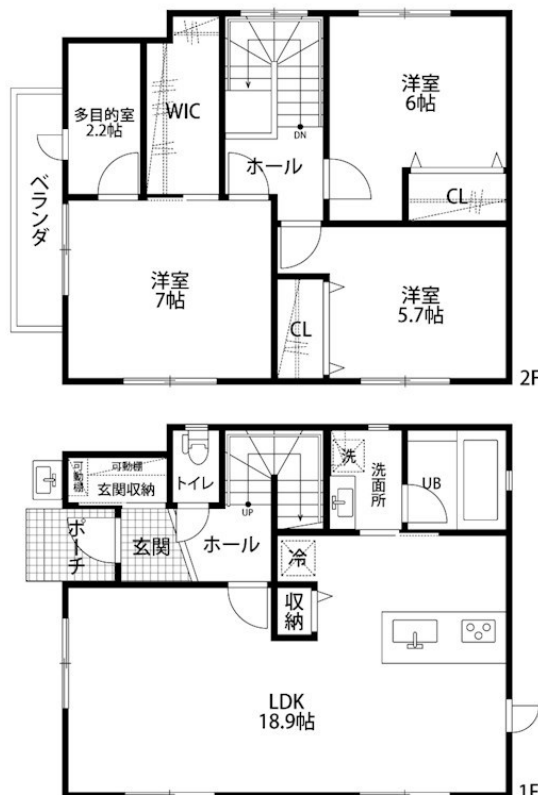 洋室
6帖
多目的室
2.2帖
WIC
DN
ホール
CL
ベランダ
洋室
7帖
CL
洋室
5.7帖
2F
可動棚
可動棚
玄関収納
トイレ
UP
洗
洗面所
UB
ポーチ
玄関
ホール
冷
収納
LDK
18.9帖
1F